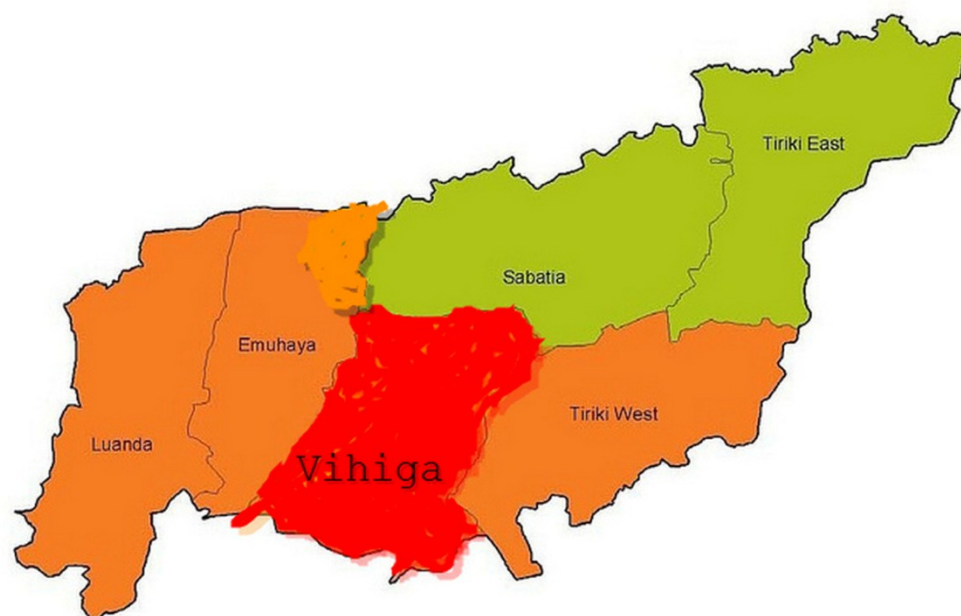 Tiriki East
Sabatia
Emuhaya
Tiriki West
Luanda
Vihiga